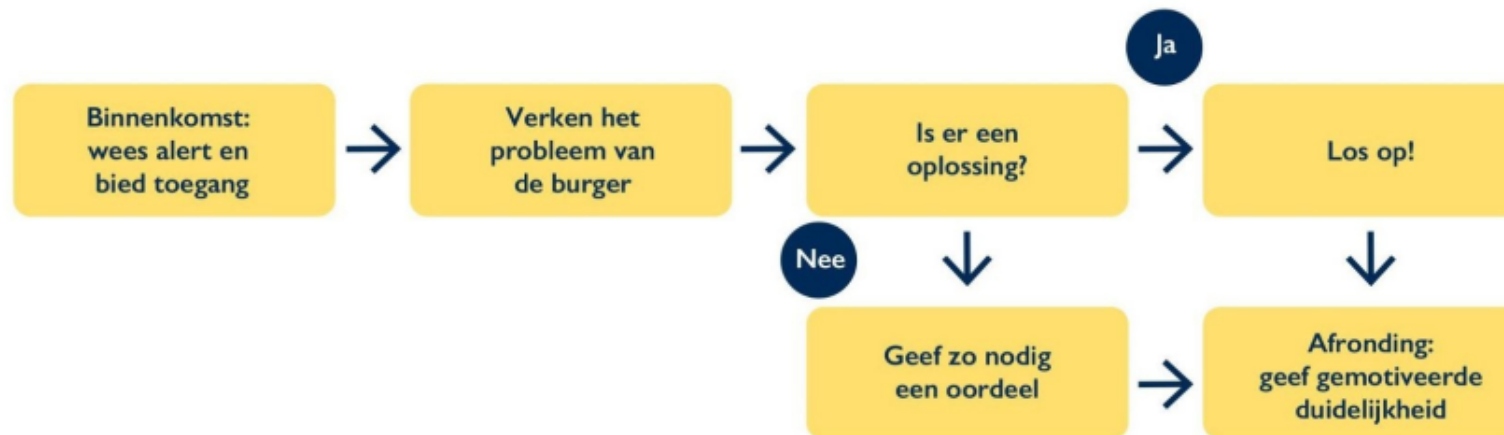 Binnenkomst:
wees alert en
bied toegang
Verken het
probleem van
de burger
Is er een
oplossing?
Ja
Los op!
Nee
Geef zo nodig
een oordeel
Afronding:
geef gemotiveerde
duidelijkheid